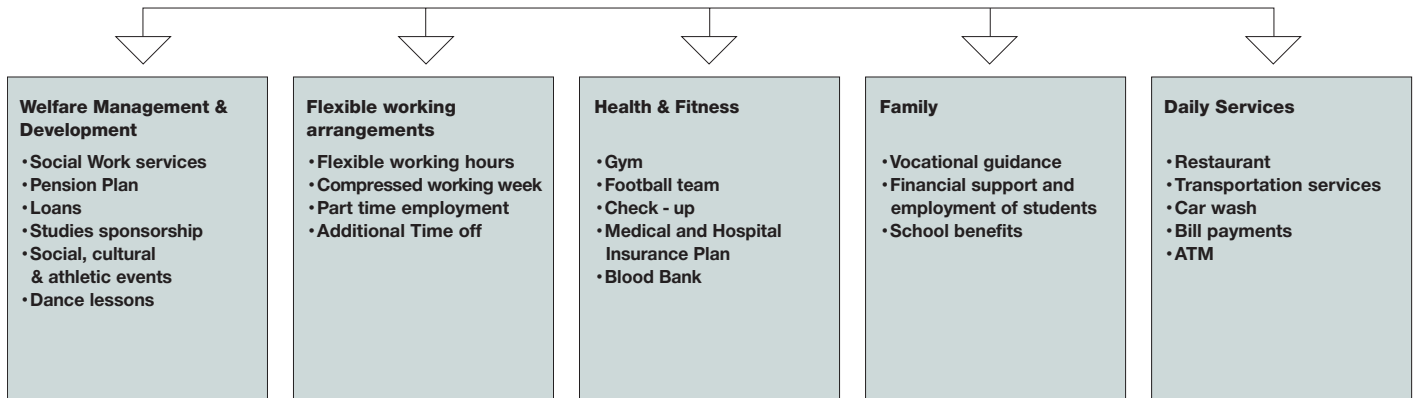 Welfare Management &
Development
•Social Work services
•Pension Plan
•Loans
•Studies sponsorship
•Social, cultural
& athletic events
•Dance lessons
Flexible working
arrangements
•Flexible working hours
•Compressed working week
•Part time employment
•Additional Time off
Health & Fitness
•Gym
•Football team
•Check - up
•Medical and Hospital
Insurance Plan
•Blood Bank
Family
•Vocational guidance
•Financial support and
employment of students
•School benefits
Daily Services
•Restaurant
•Transportation services
•Car wash
•Bill payments
•ATM